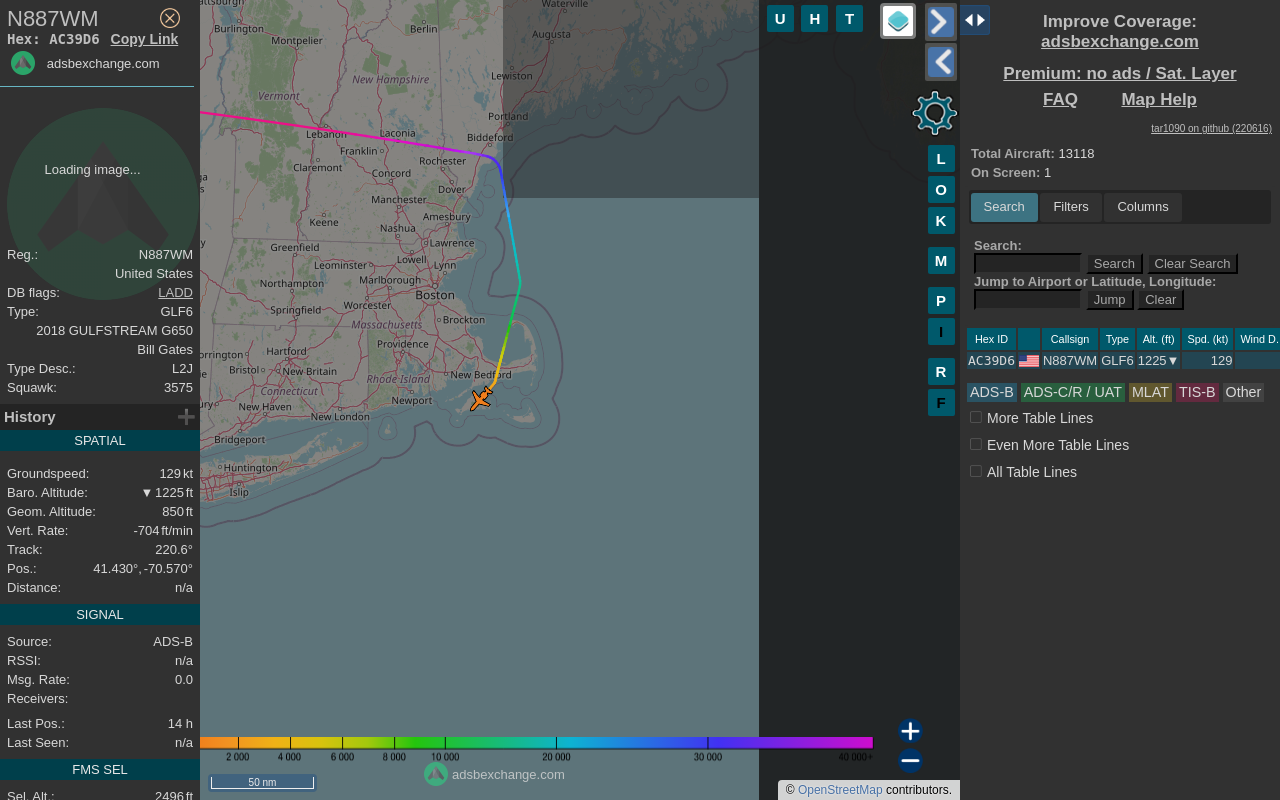 N887WM
Hex: AC39D6 Copy Link
adsbexchange.com
Loading image...
Reg.: N887WM
United States
DB flags: LADD
Type: GLF6
2018 GULFSTREAM G650
Bill Gates
Type Desc.: L2J
Squawk: 3575
History
SPATIAL
Groundspeed: 129 kt
Baro. Altitude: ▼ 1225 ft
Geom. Altitude: 850 ft
Vert. Rate: -704 ft/min
Track: 220.6°
Pos.: 41.430°, -70.570°
Distance: n/a
SIGNAL
Source: ADS-B
RSSI: n/a
Msg. Rate: 0.0
Receivers:
Last Pos.: 14 h
Last Seen: n/a
FMS SEL
Sel. Alt.: 2496 ft
Burlington
Berlin
Waterville
Montpelier
Augusta
New Hampshire
Lewiston
Vermont
Portland
Lebanon
Laconia
Biddeford
Franklin
Rochester
Claremont
Concord
Dover
Manchester
Amesbury
Keene
Nashua
Lawrence
Greenfield
Lowell
Leominster
Lynn
Northampton
Marlborough
Boston
Springfield
Worcester
Brockton
Massachusetts
Providence
Hartford
orrington
Bristol
New Britain
New Bedford
Rhode Island
Connecticut
Newport
New Haven
New London
Bridgeport
Huntington
Islip
U H T
L
O
K
M
P
I
R
F
2 000 4 000 6 000 8 000 10 000 20 000 30 000 40 000+
adsbexchange.com
50 nm
© OpenStreetMap contributors.
Improve Coverage:
adsbexchange.com
Premium: no ads / Sat. Layer
FAQ Map Help
tar1090 on github (220616)
Total Aircraft: 13118
On Screen: 1
Search Filters Columns
Search:
Search Clear Search
Jump to Airport or Latitude, Longitude:
Jump Clear
Hex ID Callsign Type Alt. (ft) Spd. (kt) Wind D.
AC39D6 N887WM GLF6 1225▼ 129
ADS-B ADS-C/R / UAT MLAT TIS-B Other
More Table Lines
Even More Table Lines
All Table Lines